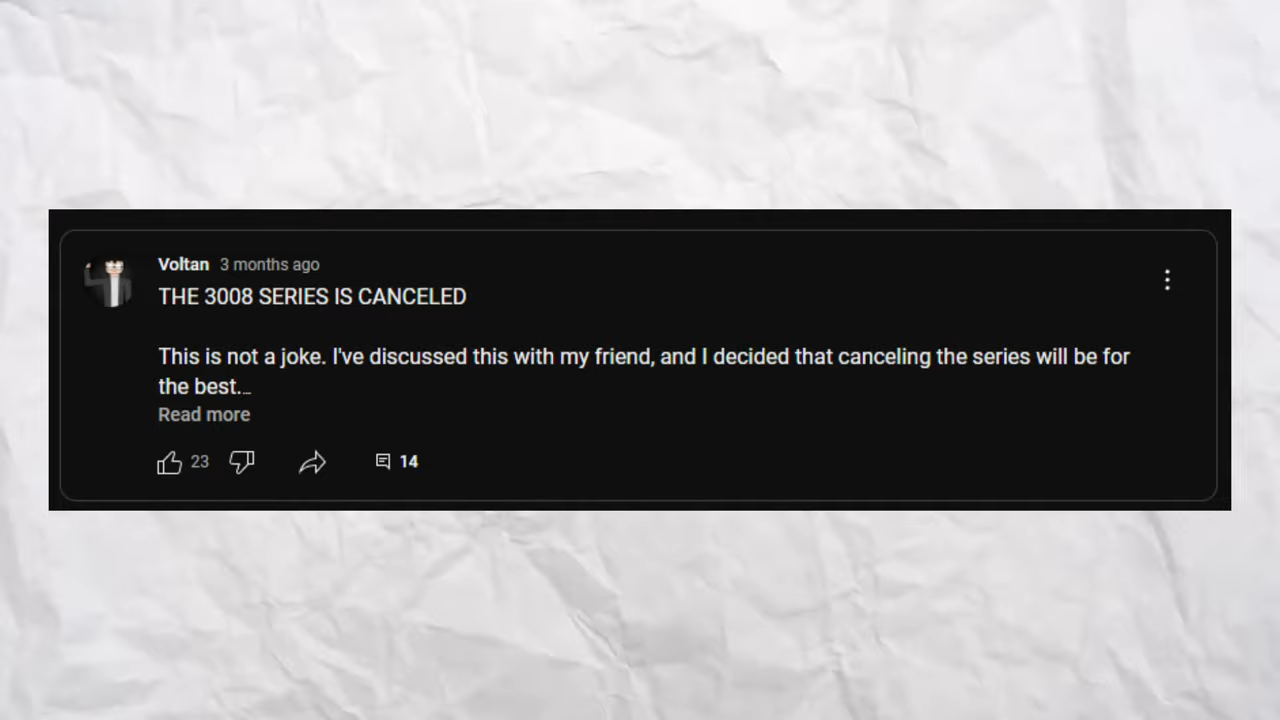 Voltan 3 months ago
THE 3008 SERIES IS CANCELED
This is not a joke. I've discussed this with my friend, and I decided that canceling the series will be for
the best...
Read more
23 14